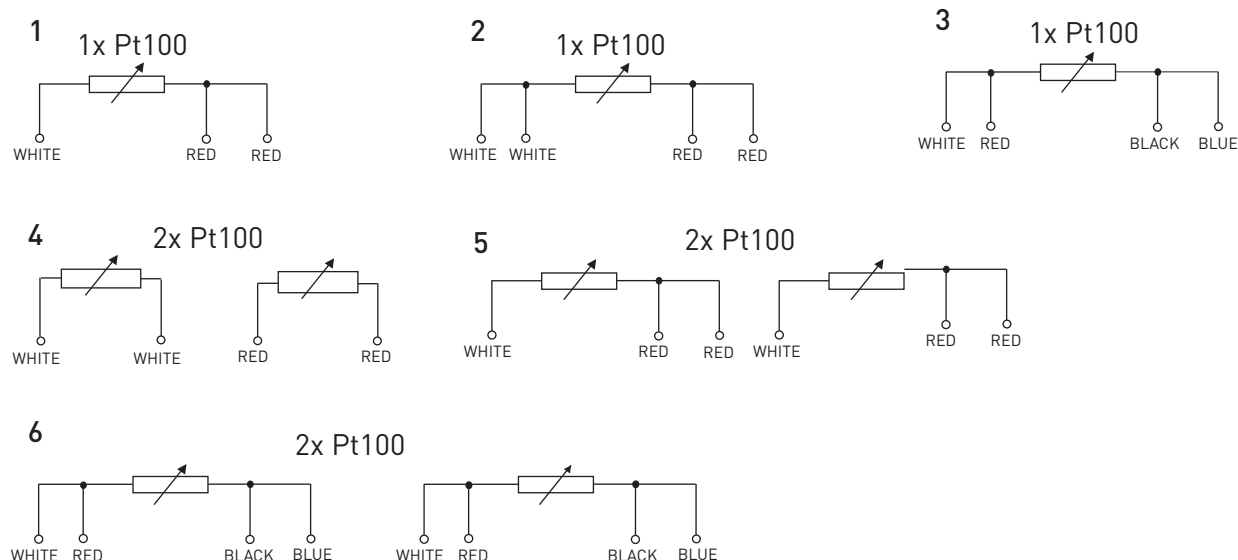 1
1x Pt100
WHITE RED RED
2
1x Pt100
WHITE WHITE RED RED
3
1x Pt100
WHITE RED BLACK BLUE
4
2x Pt100
WHITE WHITE RED RED
5
2x Pt100
WHITE RED RED WHITE RED RED
6
2x Pt100
WHITE RED BLACK BLUE WHITE RED BLACK BLUE